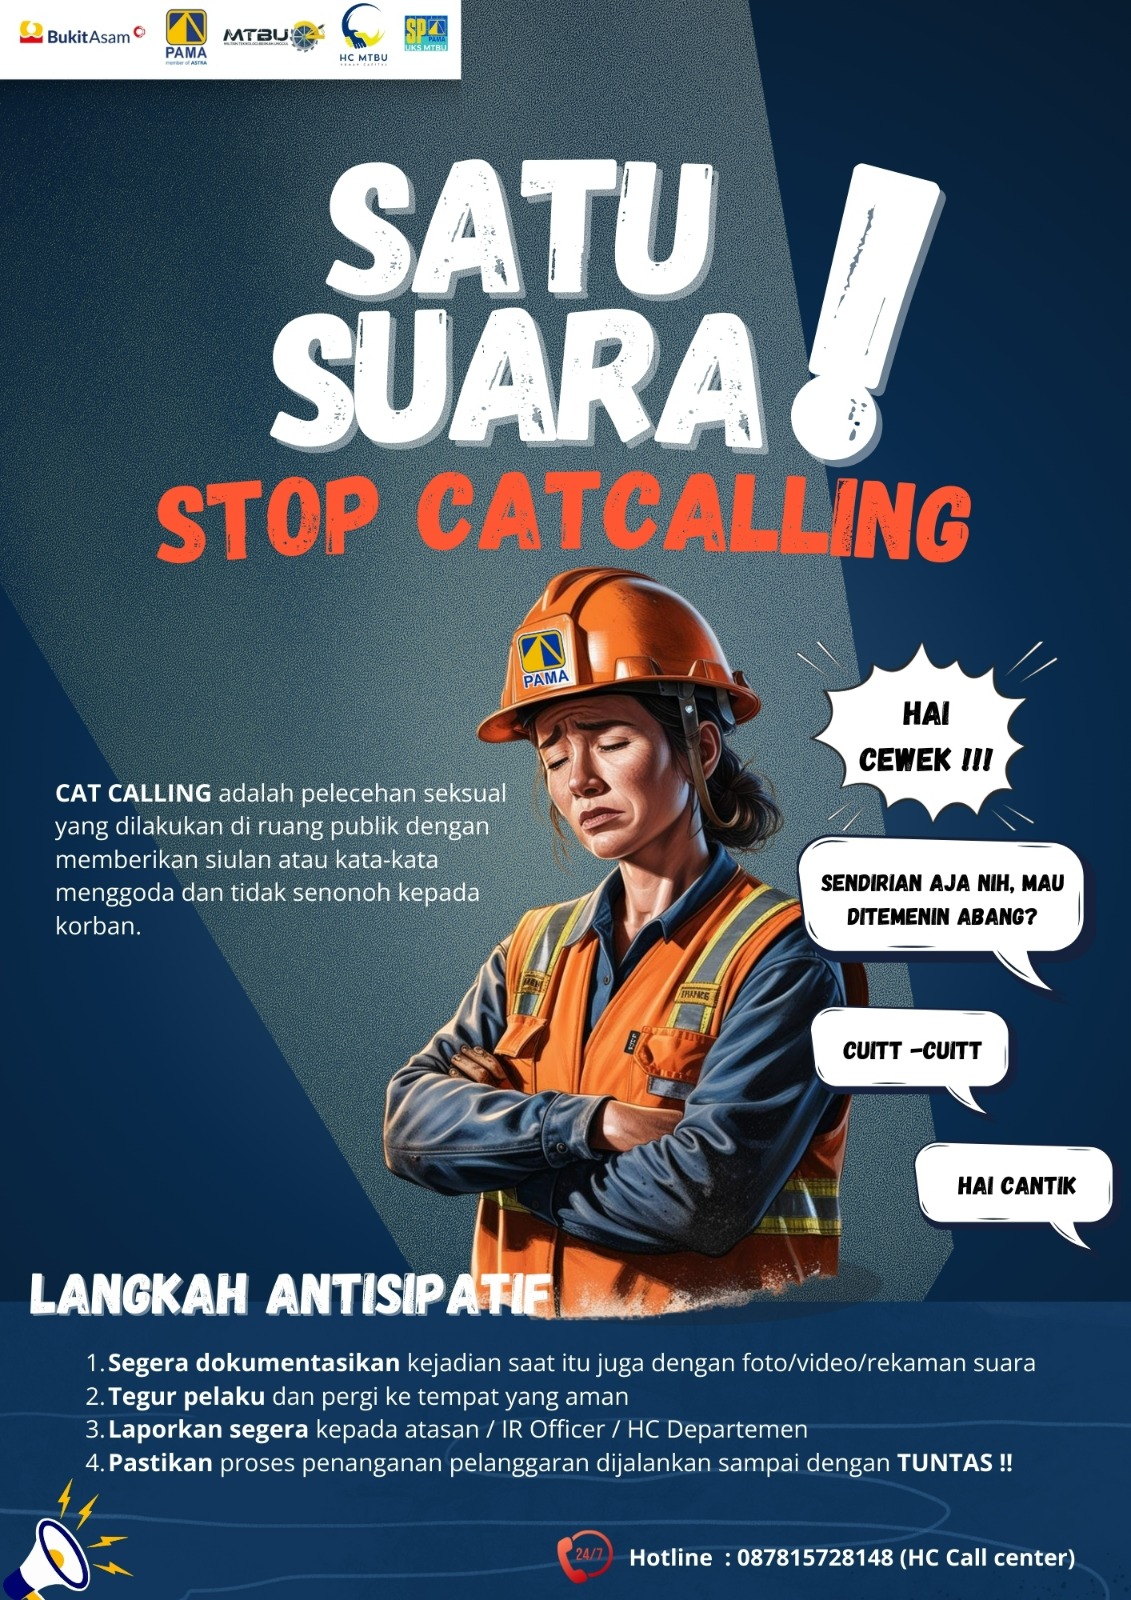 BukitAsam
PAMA
member of ASTRA
MTBU
HC MTBU
HUMAN CAPITAL
SP
UKS MTBU
SATU
SUARA!
STOP CATCALLING
PAMA
HAI
CEWEK !!!
CAT CALLING adalah pelecehan seksual
yang dilakukan di ruang publik dengan
memberikan siulan atau kata-kata
menggoda dan tidak senonoh kepada
korban.
SENDIRIAN AJA NIH, MAU
DITEMENIN ABANG?
CUITT -CUITT
HAI CANTIK
LANGKAH ANTISIPATIF
1. Segera dokumentasikan kejadian saat itu juga dengan foto/video/rekaman suara
2. Tegur pelaku dan pergi ke tempat yang aman
3. Laporkan segera kepada atasan / IR Officer / HC Departemen
4. Pastikan proses penanganan pelanggaran dijalankan sampai dengan TUNTAS !!
24/7
Hotline : 087815728148 (HC Call center)